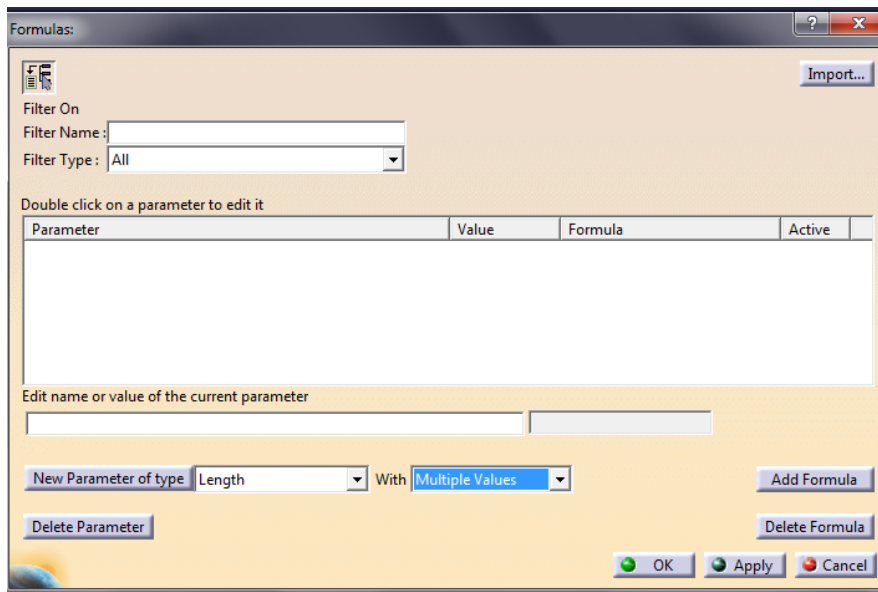 Formulas:
?
X
Import...
Filter On
Filter Name :
Filter Type : All
Double click on a parameter to edit it
Parameter Value Formula Active
Edit name or value of the current parameter
New Parameter of type Length With Multiple Values Add Formula
Delete Parameter Delete Formula
OK Apply Cancel